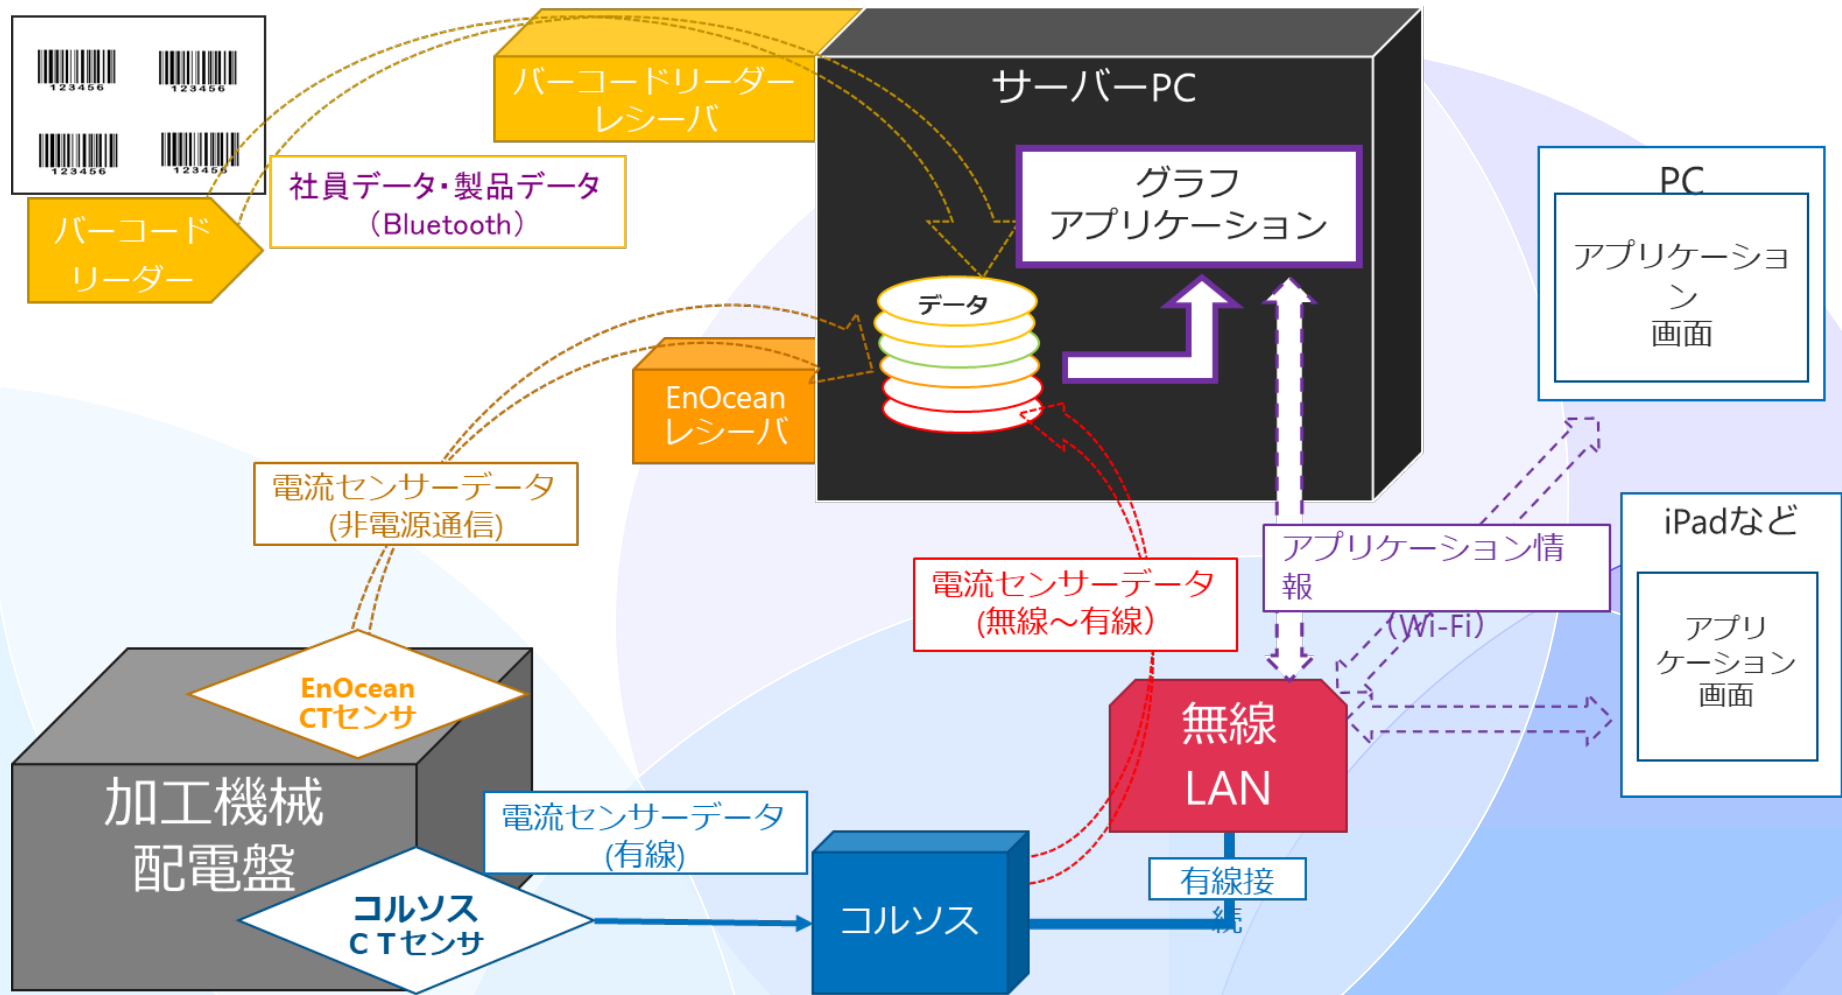 123456
123456
123456
123456
バーコード
リーダー
社員データ・製品データ
（Bluetooth）
バーコードリーダー
レシーバ
サーバーPC
グラフ
アプリケーション
データ
EnOcean
レシーバ
電流センサーデータ
(非電源通信)
PC
アプリケーショ
ン
画面
iPadなど
アプリ
ケーション
画面
アプリケーション情
報
（Wi-Fi）
電流センサーデータ
(無線～有線）
EnOcean
CTセンサ
加工機械
配電盤
電流センサーデータ
(有線)
コルソス
ＣＴセンサ
コルソス
無線
LAN
有線接
続